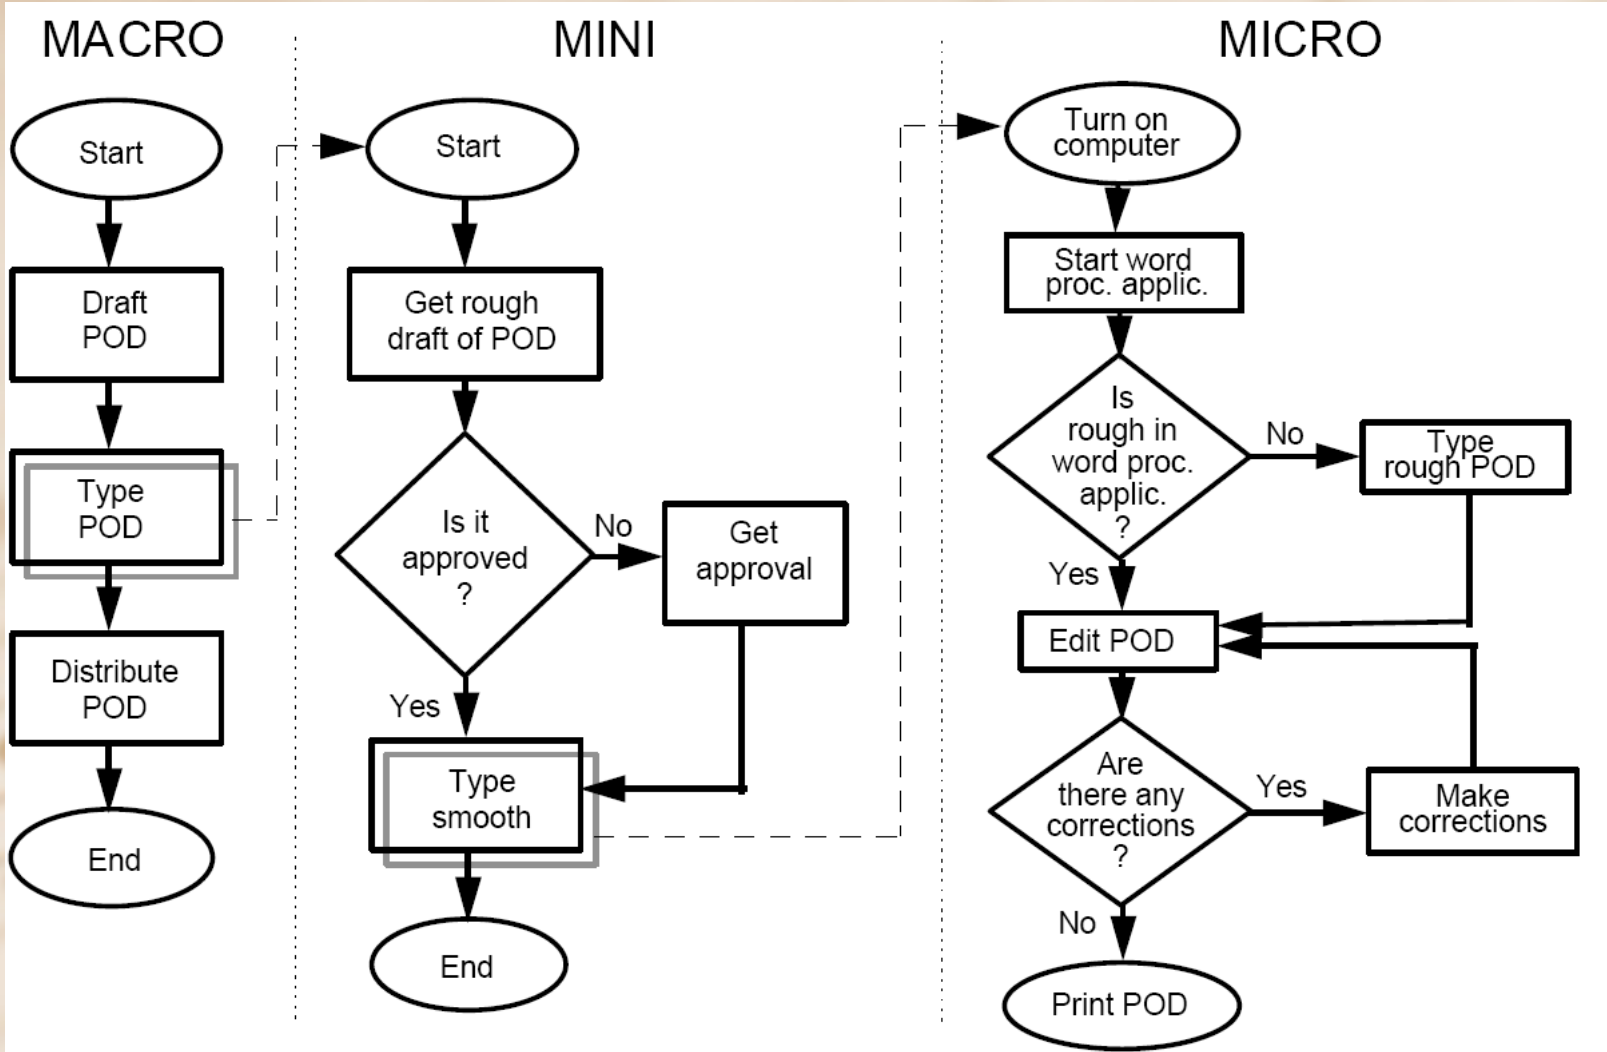 MACRO
Start
Draft
POD
Type
POD
Distribute
POD
End
MINI
Start
Get rough
draft of POD
Is it
approved
?
No
Get
approval
Yes
Type
smooth
End
MICRO
Turn on
computer
Start word
proc. applic.
Is
rough in
word proc.
applic.
?
No
Type
rough POD
Yes
Edit POD
Are
there any
corrections
?
Yes
Make
corrections
No
Print POD